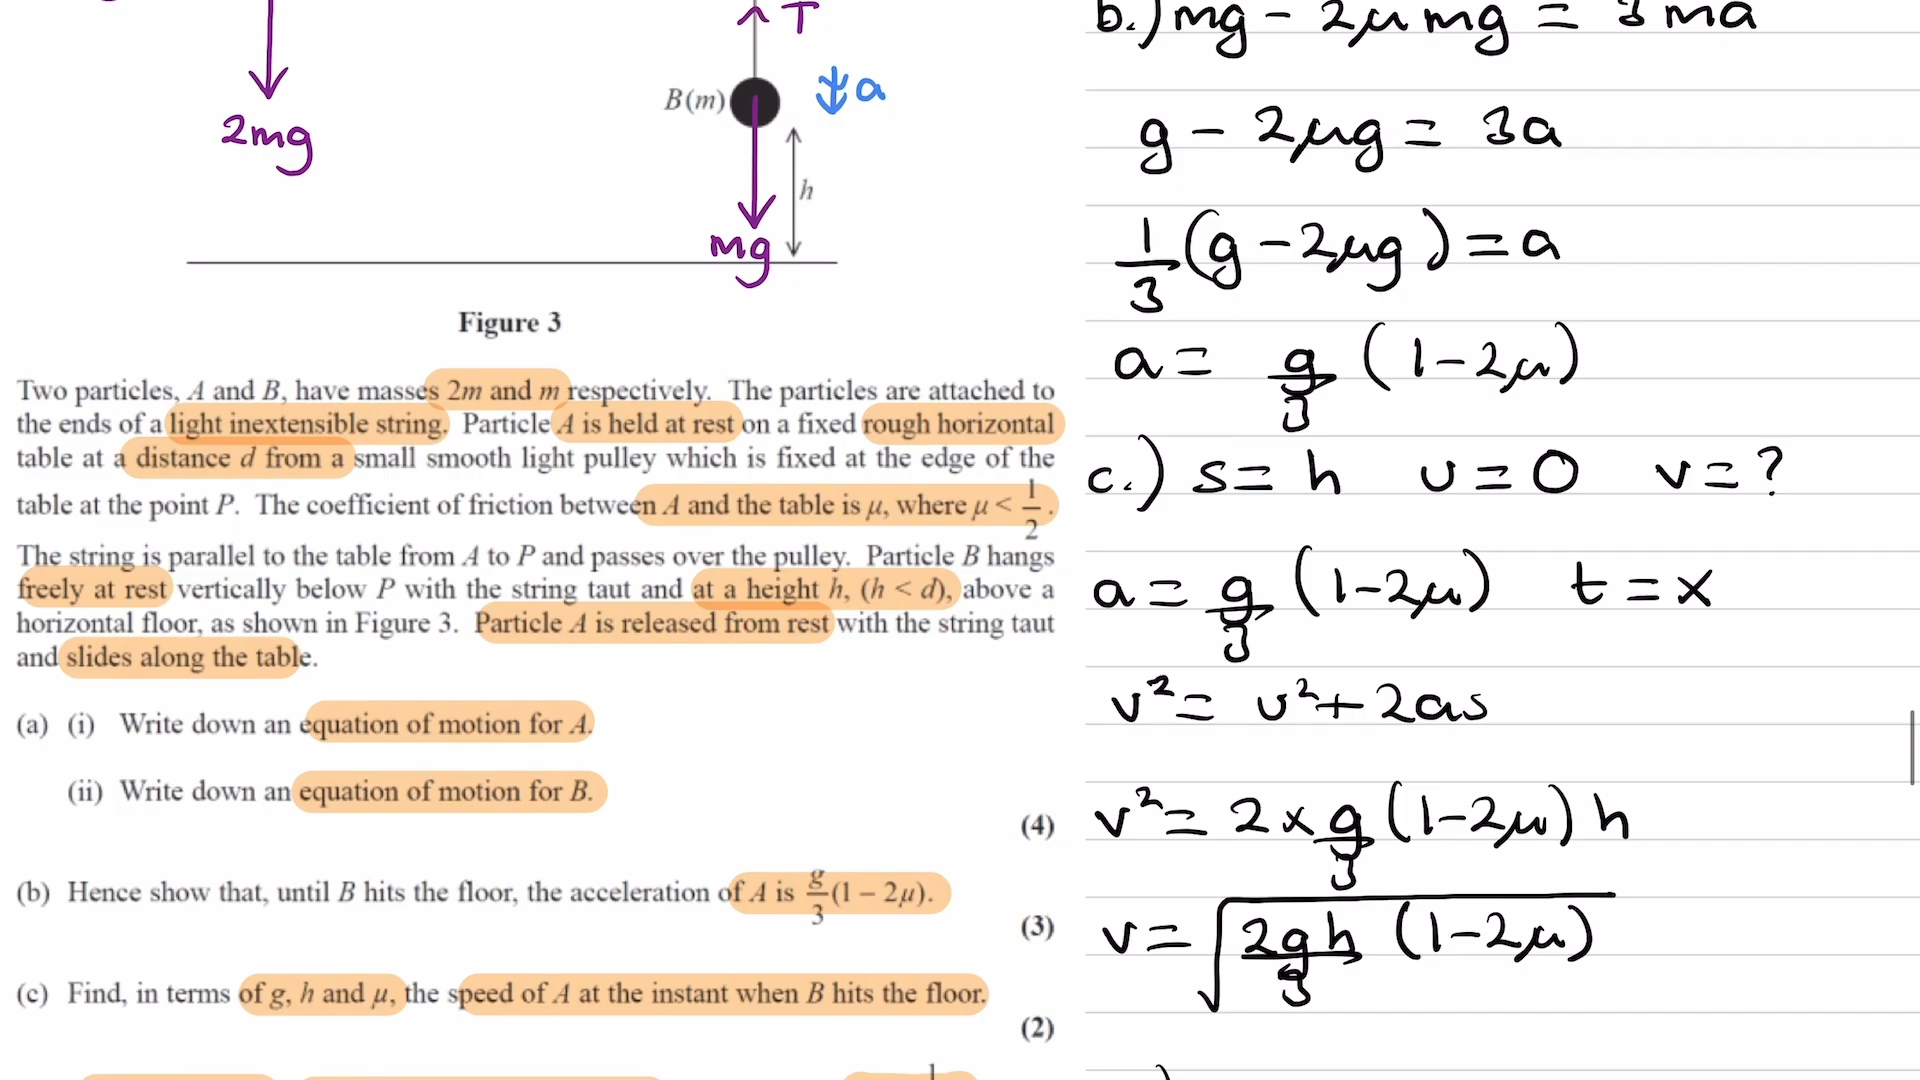 T
B(m)
a
2mg
h
mg
Figure 3
Two particles, A and B, have masses 2m and m respectively. The particles are attached to
the ends of a light inextensible string. Particle A is held at rest on a fixed rough horizontal
table at a distance d from a small smooth light pulley which is fixed at the edge of the
table at the point P. The coefficient of friction between A and the table is μ, where μ < 1/2.
The string is parallel to the table from A to P and passes over the pulley. Particle B hangs
freely at rest vertically below P with the string taut and at a height h, (h < d), above a
horizontal floor, as shown in Figure 3. Particle A is released from rest with the string taut
and slides along the table.
(a) (i) Write down an equation of motion for A.
(ii) Write down an equation of motion for B.
(4)
(b) Hence show that, until B hits the floor, the acceleration of A is g/3(1 – 2μ).
(3)
(c) Find, in terms of g, h and μ, the speed of A at the instant when B hits the floor.
(2)
b.) mg - 2μmg = 3ma
g - 2μg = 3a
1/3 (g - 2μg) = a
a = g/3 (1 - 2μ)
c.) s = h u = 0 v = ?
a = g/3 (1 - 2μ) t = x
v² = u² + 2as
v² = 2 × g/3 (1 - 2μ) h
v = √(2gh/3 (1 - 2μ))